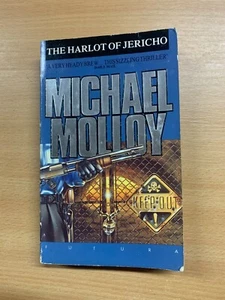 THE HARLOT OF JERICHO
MICHAEL
MOLLOY
KEEP OUT
FUTURA